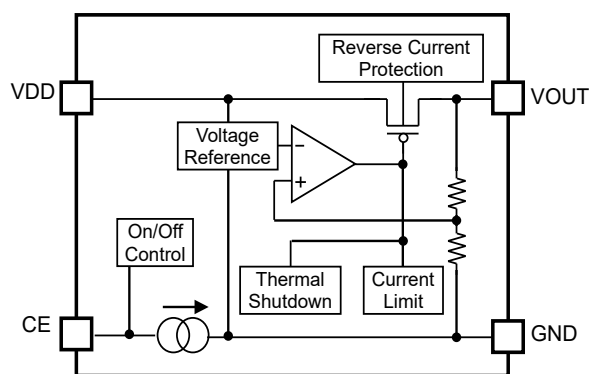 Reverse Current
Protection
VDD
VOUT
Voltage
Reference
−
+
On/Off
Control
Thermal
Shutdown
Current
Limit
CE
GND